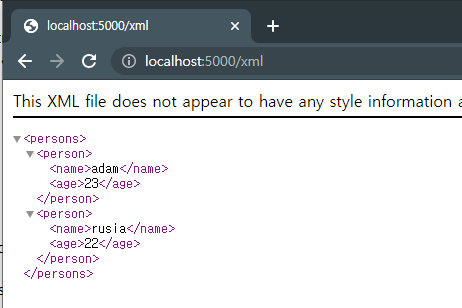 localhost:5000/xml
localhost:5000/xml
This XML file does not appear to have any style information
<persons>
<person>
<name>adam</name>
<age>23</age>
</person>
<person>
<name>rusia</name>
<age>22</age>
</person>
</persons>